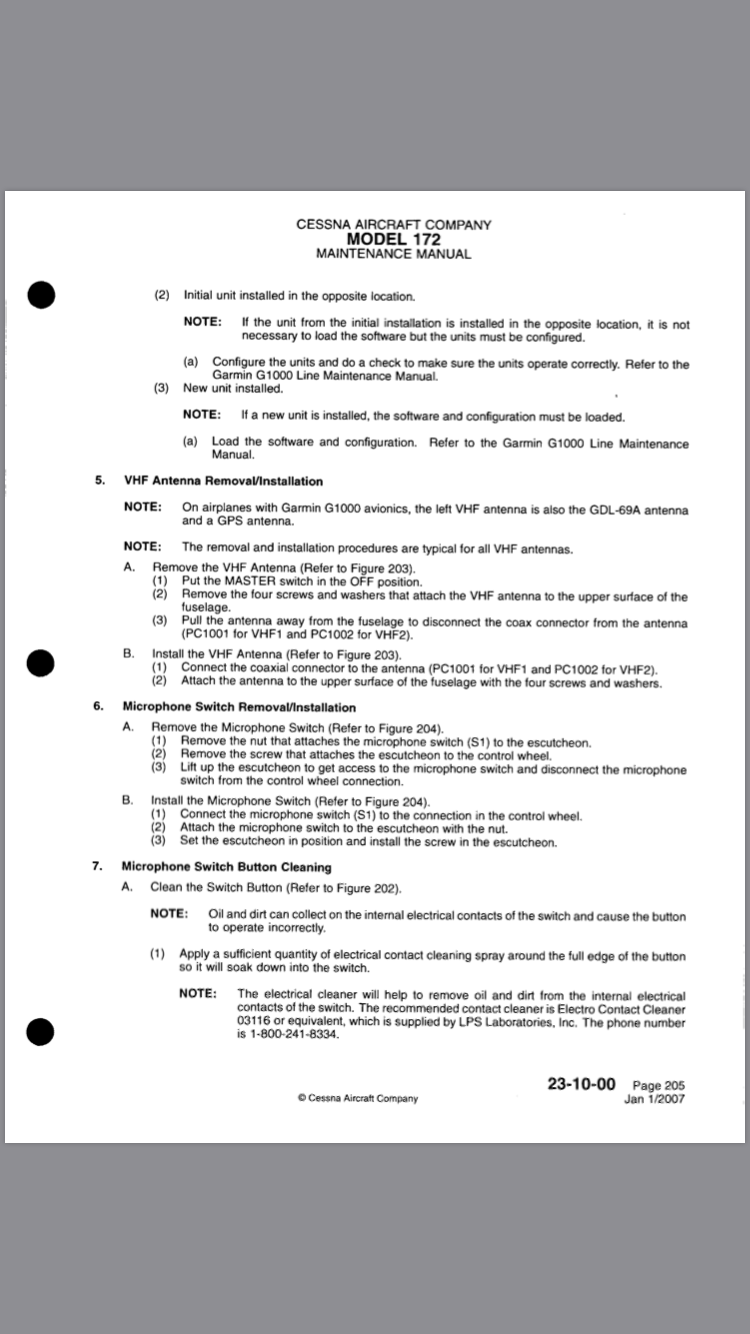 CESSNA AIRCRAFT COMPANY
MODEL 172
MAINTENANCE MANUAL
(2) Initial unit installed in the opposite location.
NOTE: If the unit from the initial installation is installed in the opposite location, it is not
necessary to load the software but the units must be configured.
(a) Configure the units and do a check to make sure the units operate correctly. Refer to the
Garmin G1000 Line Maintenance Manual.
(3) New unit installed.
NOTE: If a new unit is installed, the software and configuration must be loaded.
(a) Load the software and configuration. Refer to the Garmin G1000 Line Maintenance
Manual.
5. VHF Antenna Removal/Installation
NOTE: On airplanes with Garmin G1000 avionics, the left VHF antenna is also the GDL-69A antenna
and a GPS antenna.
NOTE: The removal and installation procedures are typical for all VHF antennas.
A. Remove the VHF Antenna (Refer to Figure 203).
(1) Put the MASTER switch in the OFF position.
(2) Remove the four screws and washers that attach the VHF antenna to the upper surface of the
fuselage.
(3) Pull the antenna away from the fuselage to disconnect the coax connector from the antenna
(PC1001 for VHF1 and PC1002 for VHF2).
B. Install the VHF Antenna (Refer to Figure 203).
(1) Connect the coaxial connector to the antenna (PC1001 for VHF1 and PC1002 for VHF2).
(2) Attach the antenna to the upper surface of the fuselage with the four screws and washers.
6. Microphone Switch Removal/Installation
A. Remove the Microphone Switch (Refer to Figure 204).
(1) Remove the nut that attaches the microphone switch (S1) to the escutcheon.
(2) Remove the screw that attaches the escutcheon to the control wheel.
(3) Lift up the escutcheon to get access to the microphone switch and disconnect the microphone
switch from the control wheel connection.
B. Install the Microphone Switch (Refer to Figure 204).
(1) Connect the microphone switch (S1) to the connection in the control wheel.
(2) Attach the microphone switch to the escutcheon with the nut.
(3) Set the escutcheon in position and install the screw in the escutcheon.
7. Microphone Switch Button Cleaning
A. Clean the Switch Button (Refer to Figure 202).
NOTE: Oil and dirt can collect on the internal electrical contacts of the switch and cause the button
to operate incorrectly.
(1) Apply a sufficient quantity of electrical contact cleaning spray around the full edge of the button
so it will soak down into the switch.
NOTE: The electrical cleaner will help to remove oil and dirt from the internal electrical
contacts of the switch. The recommended contact cleaner is Electro Contact Cleaner
03116 or equivalent, which is supplied by LPS Laboratories, Inc. The phone number
is 1-800-241-8334.
23-10-00 Page 205
© Cessna Aircraft Company Jan 1/2007